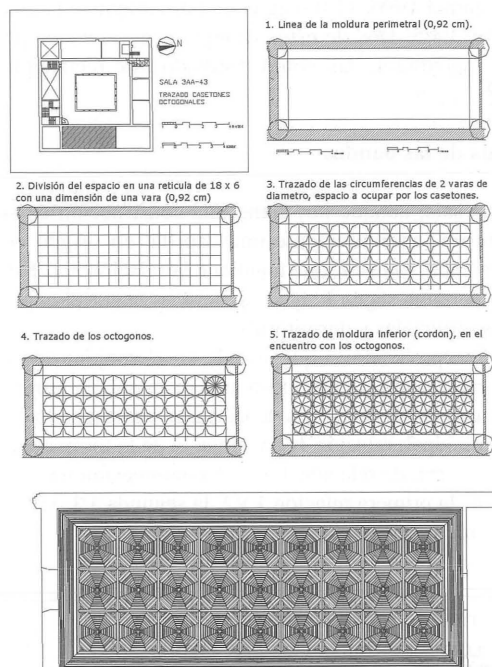 N
SALA 3AA-43
TRAZADO CASETONES
OCTOGONALES
1. Linea de la moldura perimetral (0,92 cm).
2. División del espacio en una reticula de 18 x 6
con una dimensión de una vara (0,92 cm)
3. Trazado de las circumferencias de 2 varas de
diametro, espacio a ocupar por los casetones.
4. Trazado de los octogonos.
5. Trazado de moldura inferior (cordon), en el
encuentro con los octogonos.